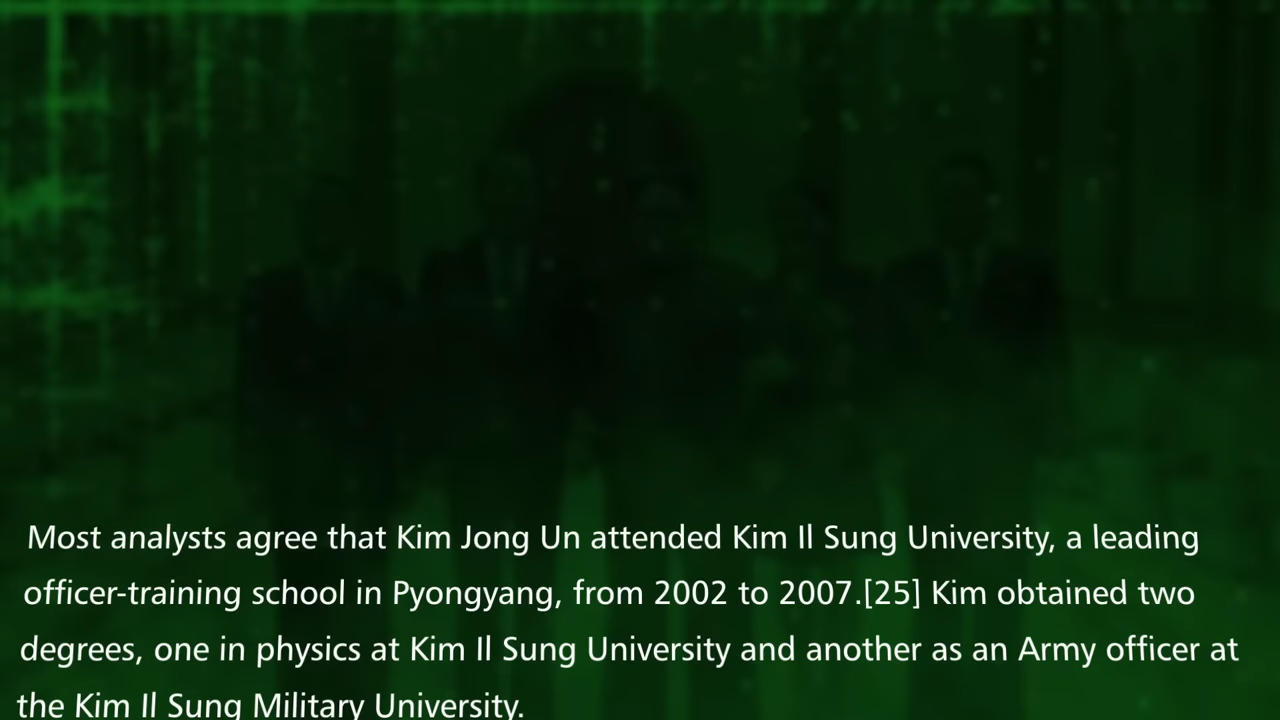 Most analysts agree that Kim Jong Un attended Kim Il Sung University, a leading
officer-training school in Pyongyang, from 2002 to 2007.[25] Kim obtained two
degrees, one in physics at Kim Il Sung University and another as an Army officer at
the Kim Il Sung Military University.